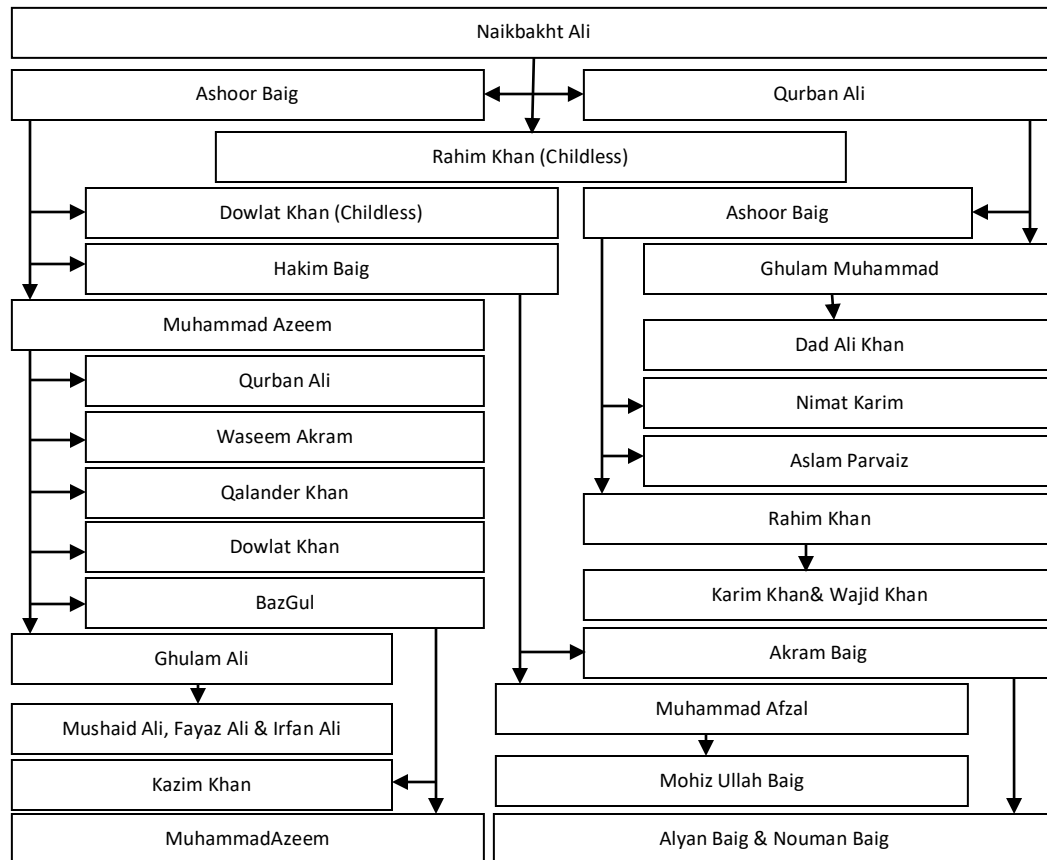 Naikbakht Ali
Ashoor Baig
Qurban Ali
Rahim Khan (Childless)
Dowlat Khan (Childless)
Ashoor Baig
Hakim Baig
Ghulam Muhammad
Muhammad Azeem
Dad Ali Khan
Qurban Ali
Nimat Karim
Waseem Akram
Aslam Parvaiz
Qalander Khan
Rahim Khan
Dowlat Khan
BazGul
Karim Khan& Wajid Khan
Ghulam Ali
Akram Baig
Muhammad Afzal
Mushaid Ali, Fayaz Ali & Irfan Ali
Kazim Khan
Mohiz Ullah Baig
MuhammadAzeem
Alyan Baig & Nouman Baig